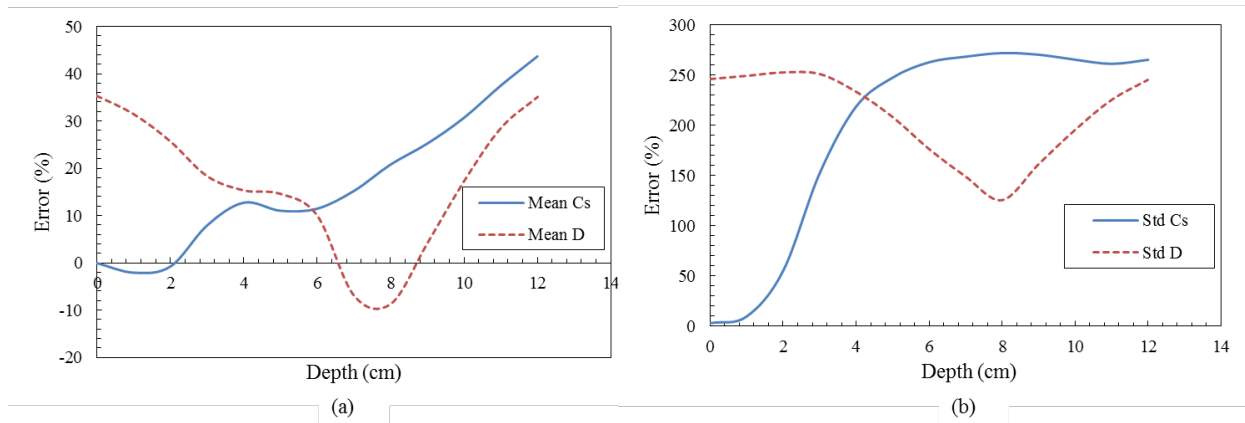 50
40
30
20
10
0
-10
-20
0 2 4 6 8 10 12 14
Error (%)
Depth (cm)
Mean Cs
Mean D
(a)
300
250
200
150
100
50
0
0 2 4 6 8 10 12 14
Error (%)
Depth (cm)
Std Cs
Std D
(b)